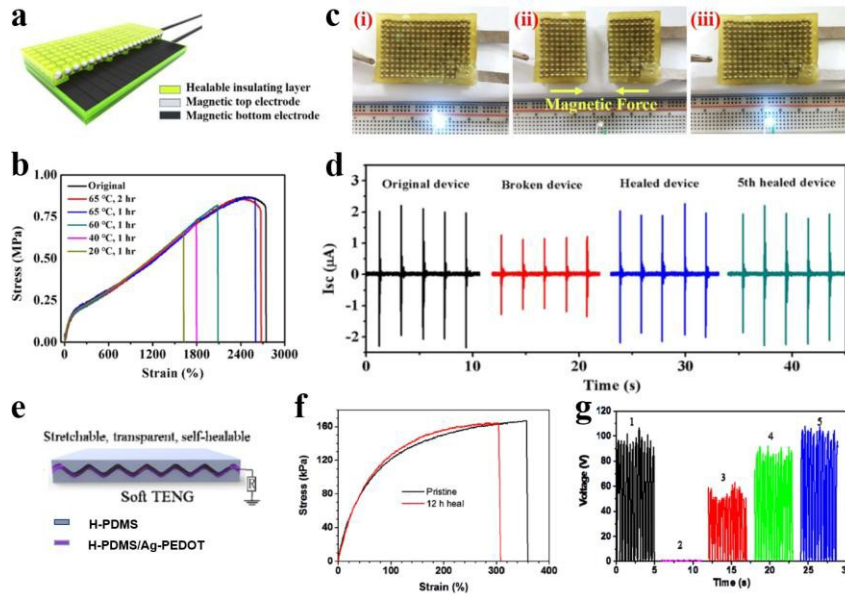 a
Healable insulating layer
Magnetic top electrode
Magnetic bottom electrode
c
(i)
(ii)
(iii)
Magnetic Force
b
Stress (MPa)
1.00
0.75
0.50
0.25
0.00
Original
65 °C, 2 hr
65 °C, 1 hr
60 °C, 1 hr
40 °C, 1 hr
20 °C, 1 hr
0 600 1200 1800 2400 3000
Strain (%)
d
Isc (μA)
4
3
2
1
0
-1
-2
Original device
Broken device
Healed device
5th healed device
0 10 20 30 40
Time (s)
e
Stretchable, transparent, self-healable
R
Soft TENG
H-PDMS
H-PDMS/Ag-PEDOT
f
Stress (kPa)
200
160
120
80
40
0
Pristine
12 h heal
0 100 200 300 400
Strain (%)
g
Voltage (V)
120
100
80
60
40
20
0
1
2
3
4
5
0 5 10 15 20 25 30
Time (s)